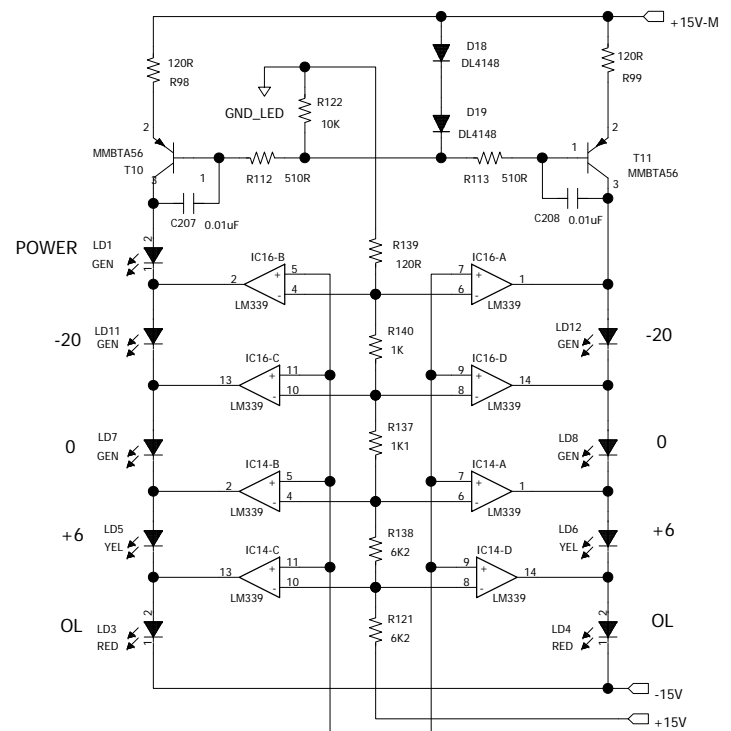 +15V-M
120R
R98
D18
DL4148
120R
R99
GND_LED
R122
10K
D19
DL4148
2
2
MMBTA56
T10
3
1
R112
510R
R113
510R
1
T11
MMBTA56
3
C207
0.01uF
C208
0.01uF
POWER
LD1
GEN
2
1
IC16-B
2
5
4
+
-
LM339
R139
120R
IC16-A
7
6
+
-
1
LM339
-20
LD11
GEN
R140
1K
LD12
GEN
-20
IC16-C
13
11
10
+
-
LM339
IC16-D
9
8
+
-
14
LM339
0
LD7
GEN
R137
1K1
LD8
GEN
0
IC14-B
2
5
4
+
-
LM339
IC14-A
7
6
+
-
1
LM339
+6
LD5
YEL
R138
6K2
LD6
YEL
+6
IC14-C
13
11
10
+
-
LM339
IC14-D
9
8
+
-
14
LM339
OL
LD3
RED
2
1
R121
6K2
LD4
RED
2
1
OL
-15V
+15V